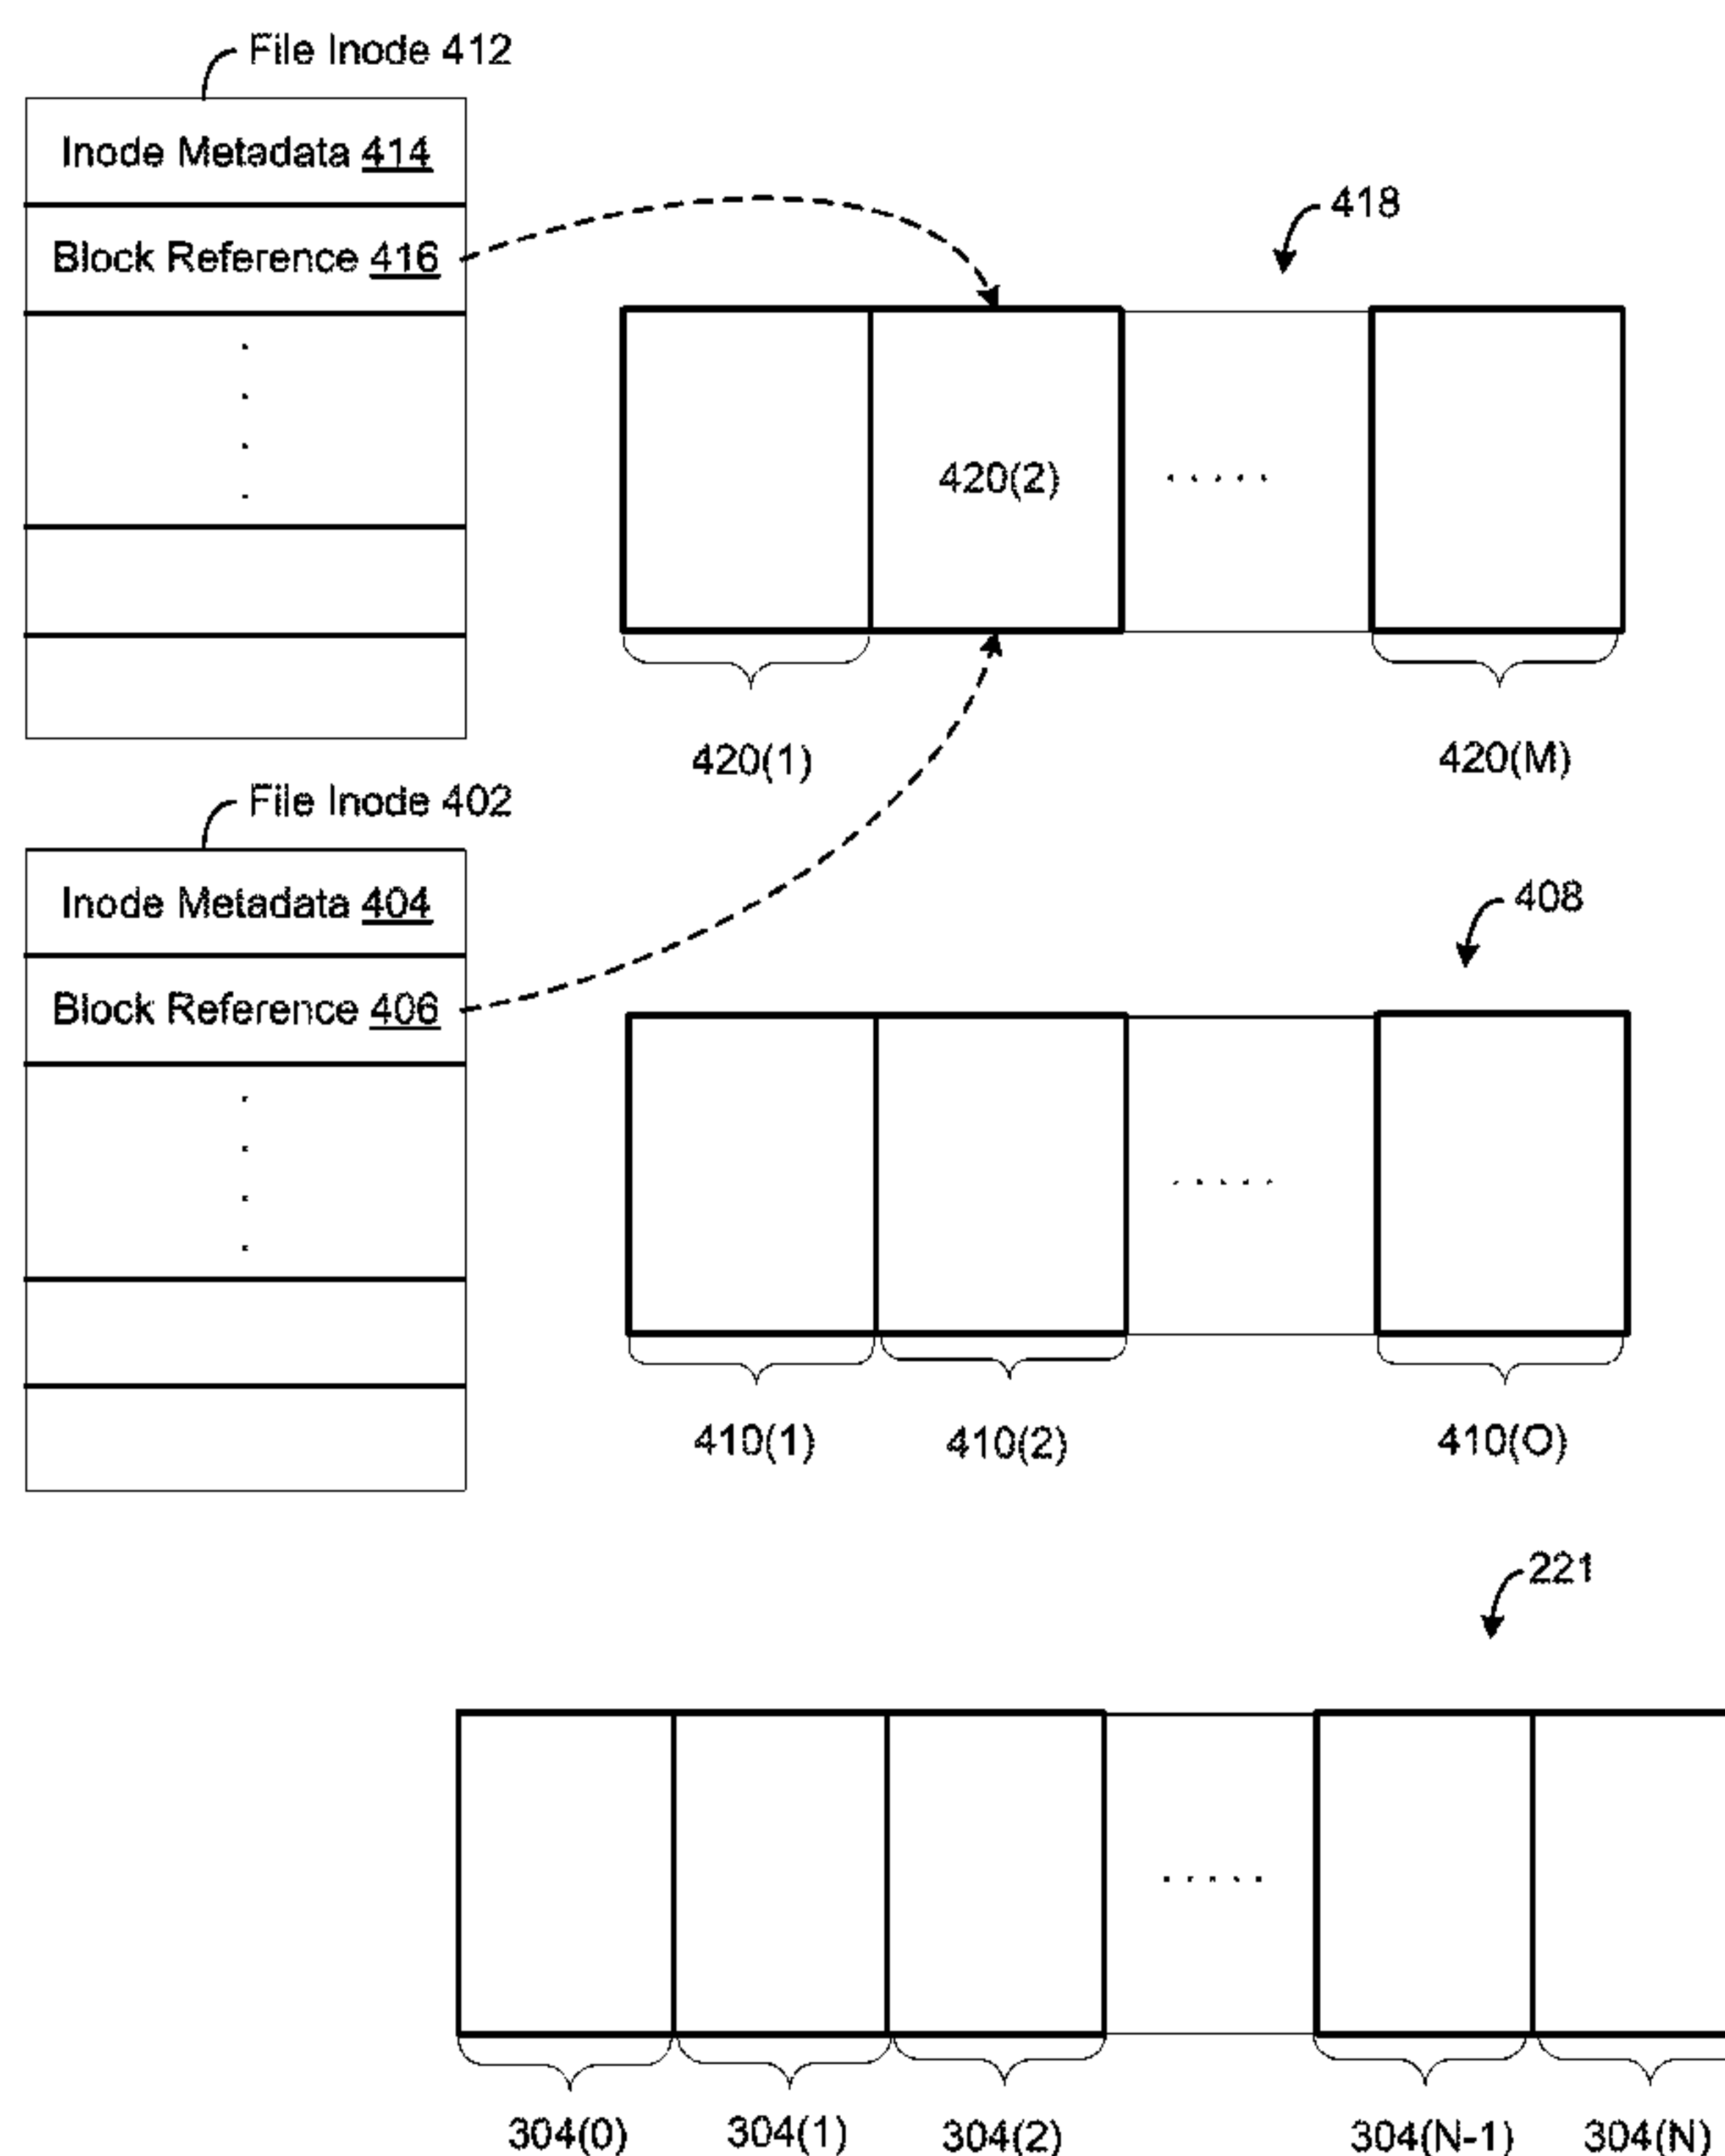 File Inode 412
Inode Metadata 414
Block Reference 416
418
420(2)
.....
420(1)
420(M)
File Inode 402
Inode Metadata 404
Block Reference 406
408
.....
410(1) 410(2) 410(O)
221
.....
304(0) 304(1) 304(2) 304(N-1) 304(N)